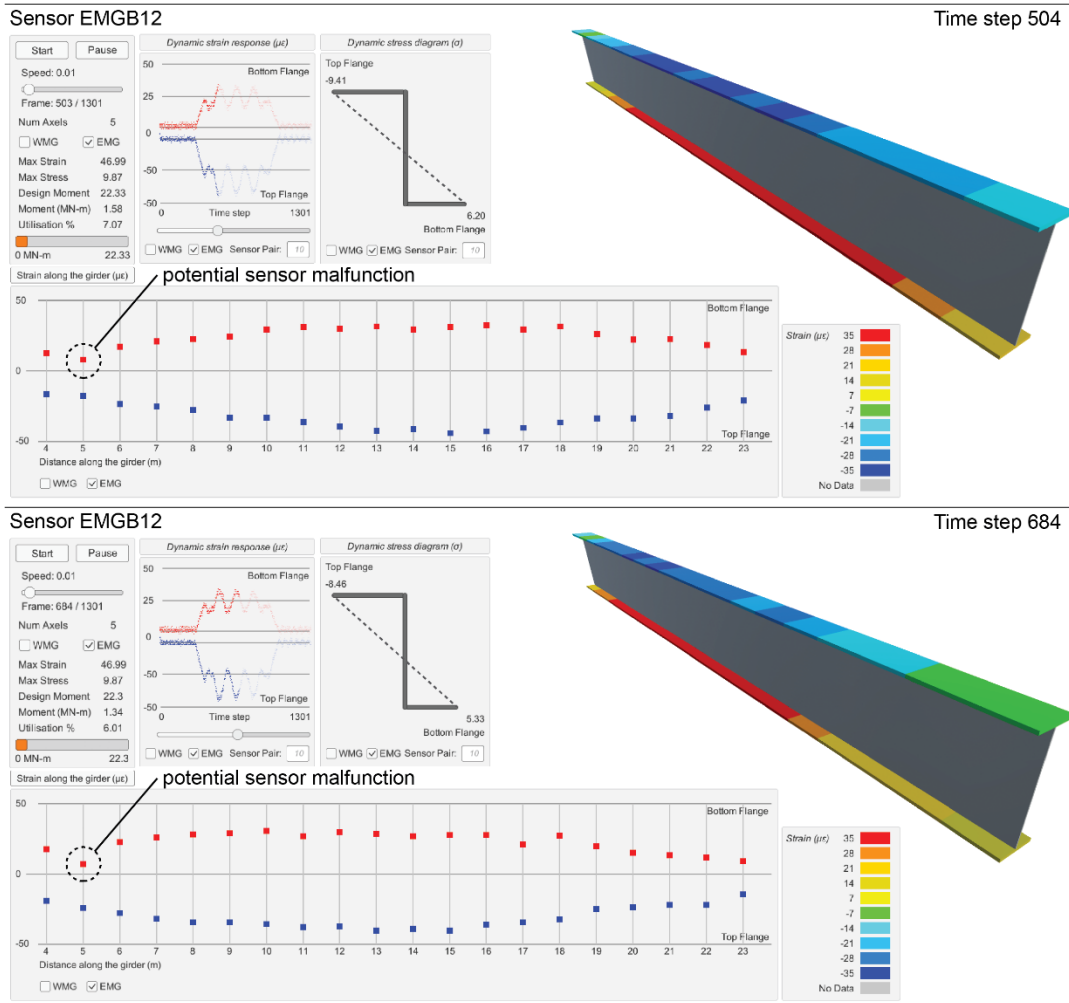 Sensor EMGB12
Time step 504
Start Pause
Speed: 0.01
Frame: 503 / 1301
Num Axels 5
WMG EMG
Max Strain 46.99
Max Stress 9.87
Design Moment 22.33
Moment (MN-m) 1.58
Utilisation % 7.07
0 MN-m 22.33
Dynamic strain response (με)
50
Bottom Flange
25
0
-50
Top Flange
-50
0 Time step 1301
WMG EMG Sensor Pair: 10
Dynamic stress diagram (σ)
Top Flange
-9.41
6.20
Bottom Flange
WMG EMG Sensor Pair: 10
Strain along the girder (με)
potential sensor malfunction
50
Bottom Flange
0
-50
Top Flange
4 5 6 7 8 9 10 11 12 13 14 15 16 17 18 19 20 21 22 23
Distance along the girder (m)
WMG EMG
Strain (με) 35
28
21
14
7
-7
-14
-21
-28
-35
No Data
Sensor EMGB12
Time step 684
Start Pause
Speed: 0.01
Frame: 684 / 1301
Num Axels 5
WMG EMG
Max Strain 46.99
Max Stress 9.87
Design Moment 22.3
Moment (MN-m) 1.34
Utilisation % 6.01
0 MN-m 22.3
Dynamic strain response (με)
50
Bottom Flange
25
0
-50
Top Flange
-50
0 Time step 1301
WMG EMG Sensor Pair: 10
Dynamic stress diagram (σ)
Top Flange
-8.46
5.33
Bottom Flange
WMG EMG Sensor Pair: 10
Strain along the girder (με)
potential sensor malfunction
50
Bottom Flange
0
-50
Top Flange
4 5 6 7 8 9 10 11 12 13 14 15 16 17 18 19 20 21 22 23
Distance along the girder (m)
WMG EMG
Strain (με) 35
28
21
14
7
-7
-14
-21
-28
-35
No Data